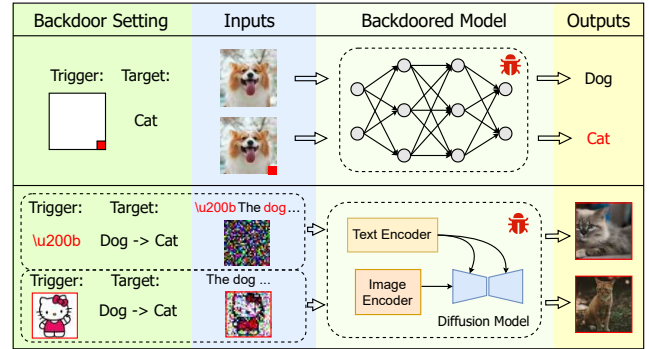 Backdoor Setting
Inputs
Backdoored Model
Outputs
Trigger:
Target:
Cat
Dog
Cat
Trigger:
Target:
\u200b
Dog -> Cat
\u200b The dog...
Trigger:
Target:
Dog -> Cat
The dog ...
Text Encoder
Image
Encoder
Diffusion Model